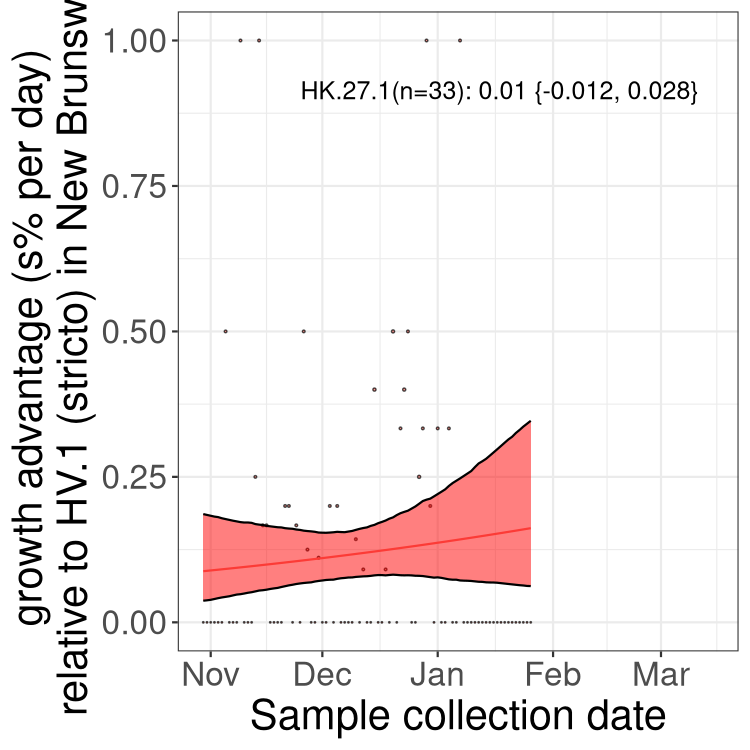 growth advantage (s% per day)
relative to HV.1 (stricto) in New Brunsw
1.00
0.75
0.50
0.25
0.00
HK.27.1(n=33): 0.01 {-0.012, 0.028}
Nov Dec Jan Feb Mar
Sample collection date